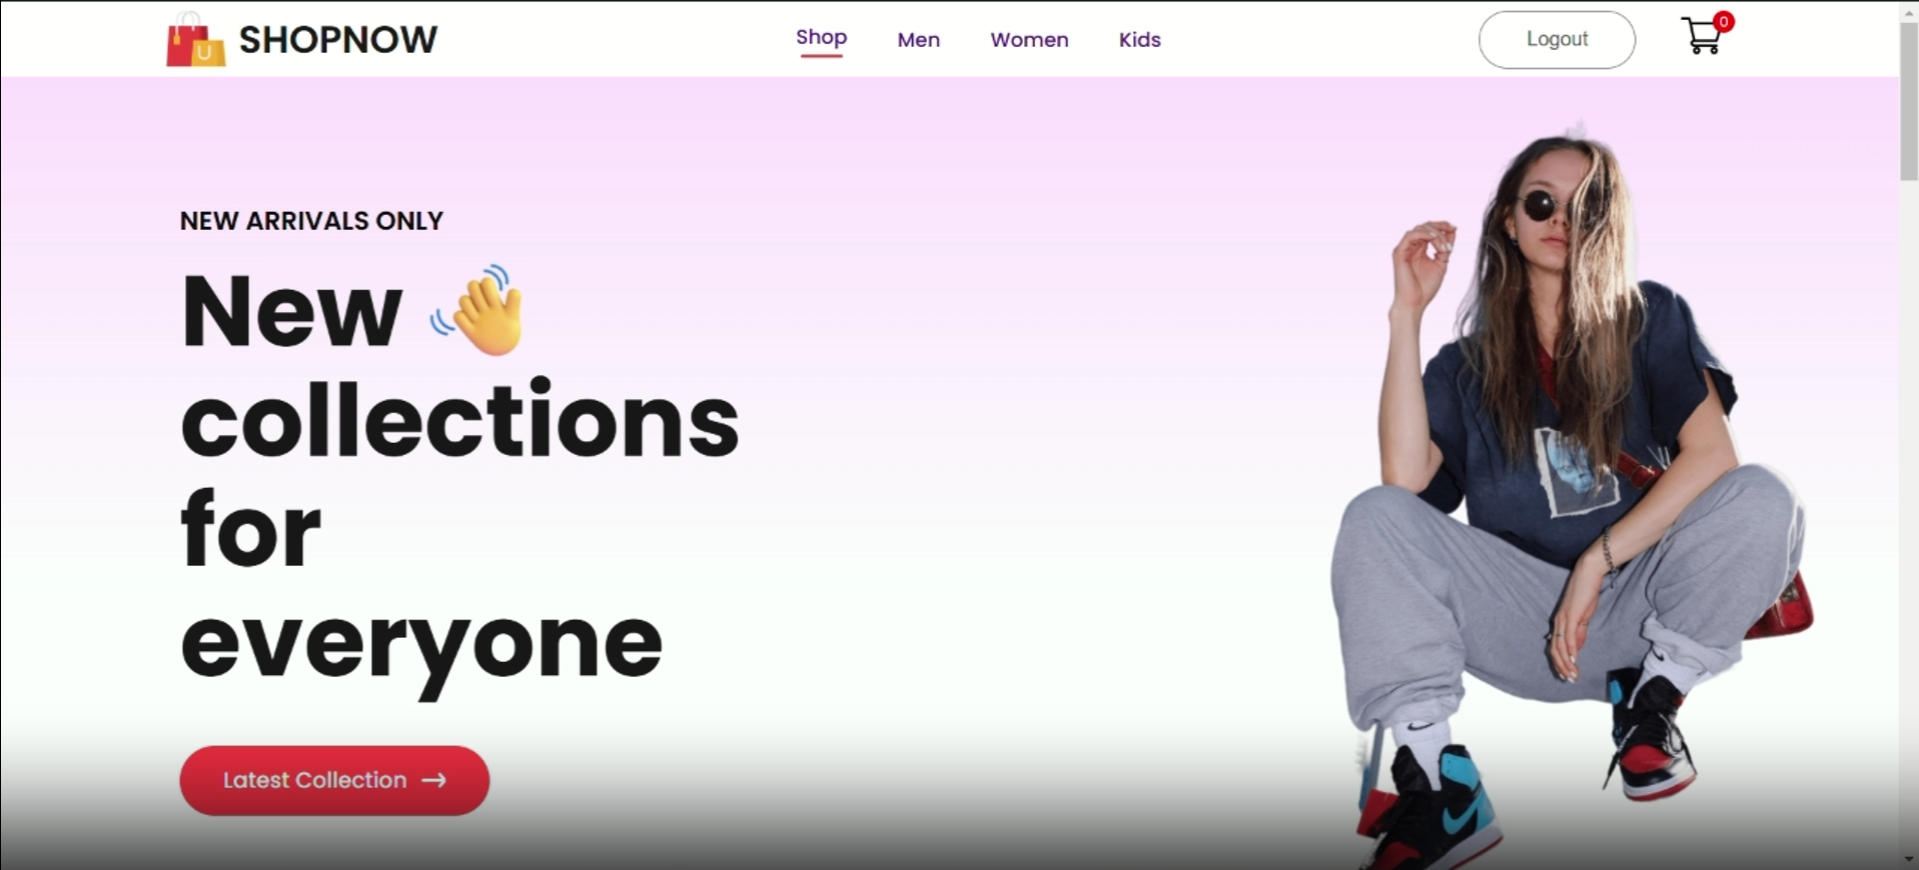 SHOPNOW
Shop
Men
Women
Kids
Logout
0
NEW ARRIVALS ONLY
New 👋
collections
for
everyone
Latest Collection →